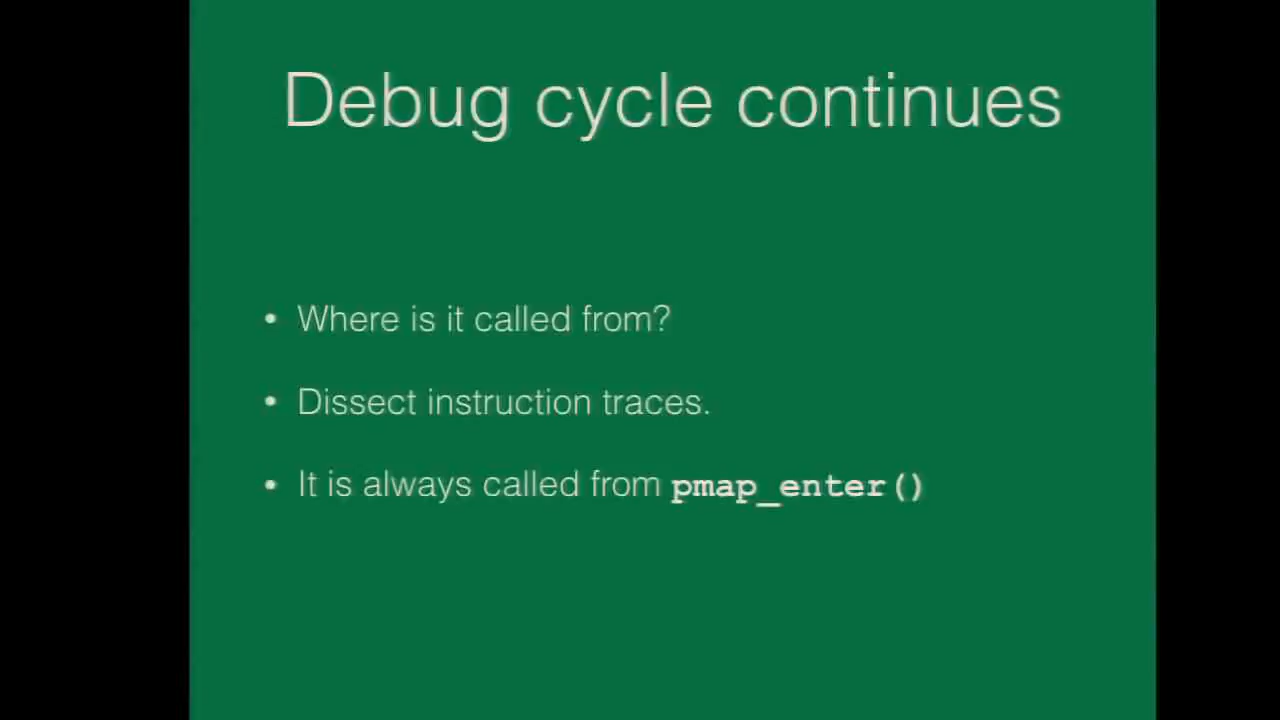 Debug cycle continues
• Where is it called from?
• Dissect instruction traces.
• It is always called from pmap_enter()